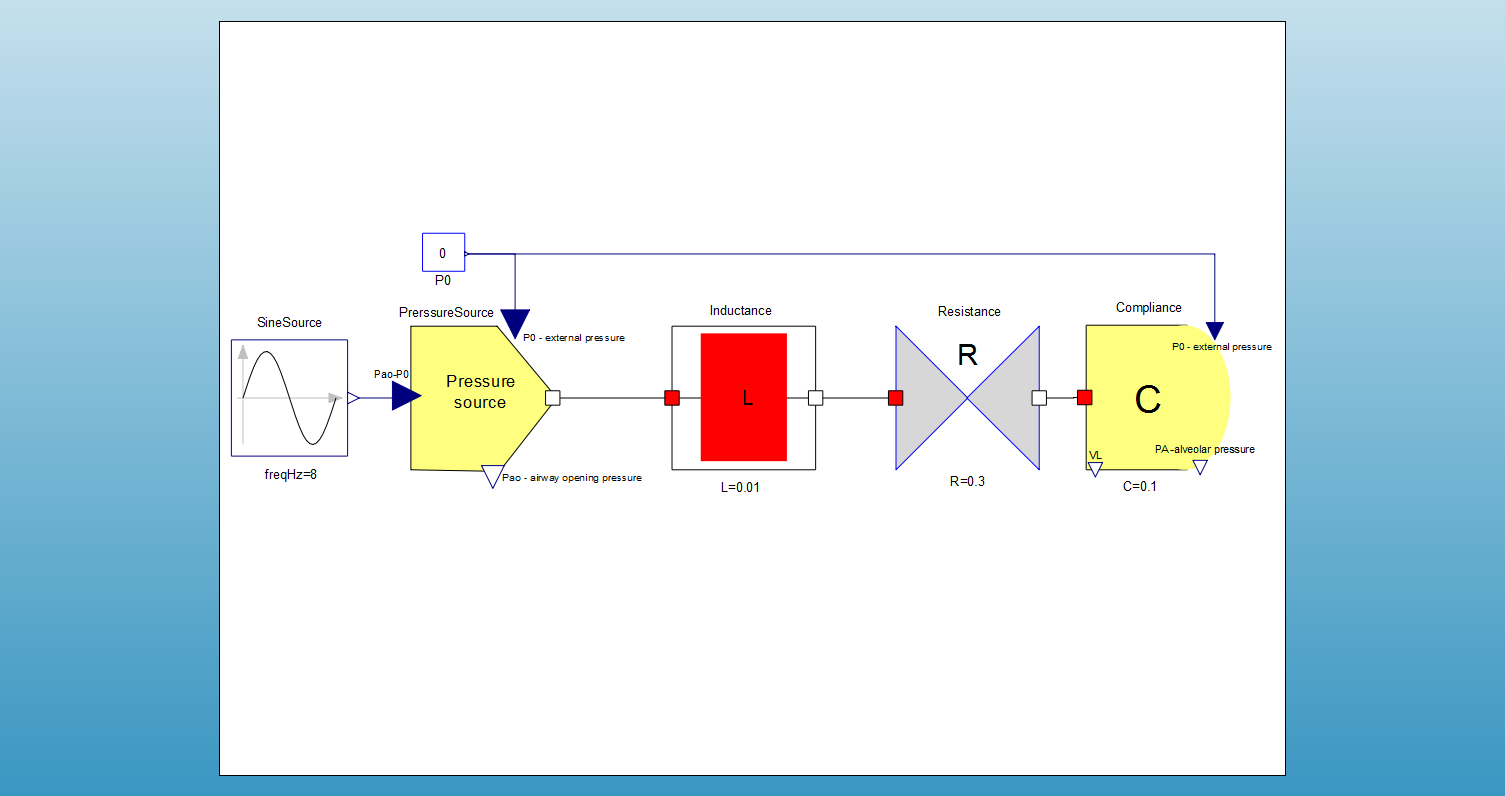 0
P0
SineSource
PrerssureSource
Inductance
Resistance
Compliance
P0 - external pressure
P0 - external pressure
Pao-P0
Pressure
source
L
R
C
VL
PA-alveolar pressure
Pao - airway opening pressure
freqHz=8
L=0.01
R=0.3
C=0.1